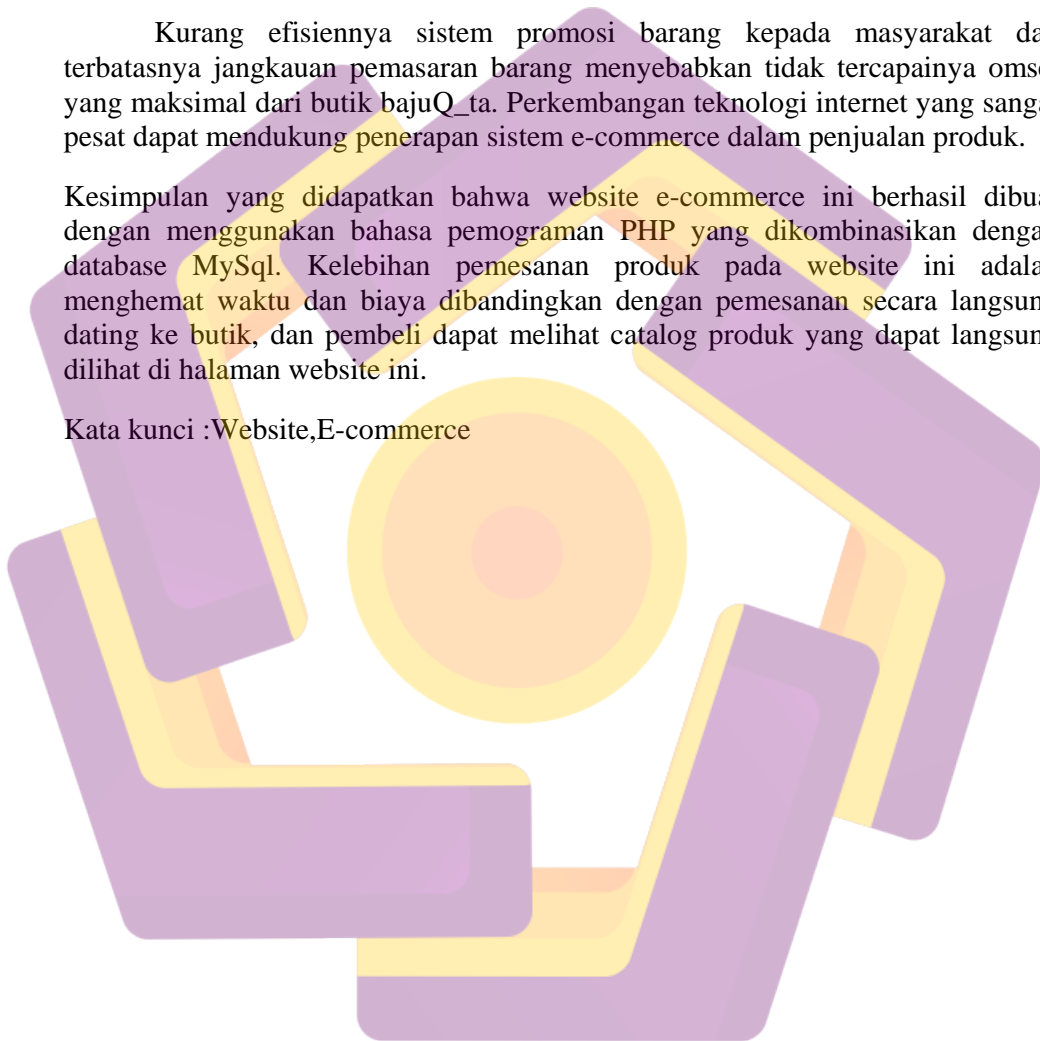 Kurang efisiennya sistem promosi barang kepada masyarakat da
terbatasnya jangkauan pemasaran barang menyebabkan tidak tercapainya oms
yang maksimal dari butik bajuQ_ta. Perkembangan teknologi internet yang sanga
pesat dapat mendukung penerapan sistem e-commerce dalam penjualan produk.
Kesimpulan yang didapatkan bahwa website e-commerce ini berhasil dibua
dengan menggunakan bahasa pemograman PHP yang dikombinasikan denga
database MySql. Kelebihan pemesanan produk pada website ini adala
menghemat waktu dan biaya dibandingkan dengan pemesanan secara langsun
dating ke butik, dan pembeli dapat melihat catalog produk yang dapat langsun
dilihat di halaman website ini.
Kata kunci :Website,E-commerce